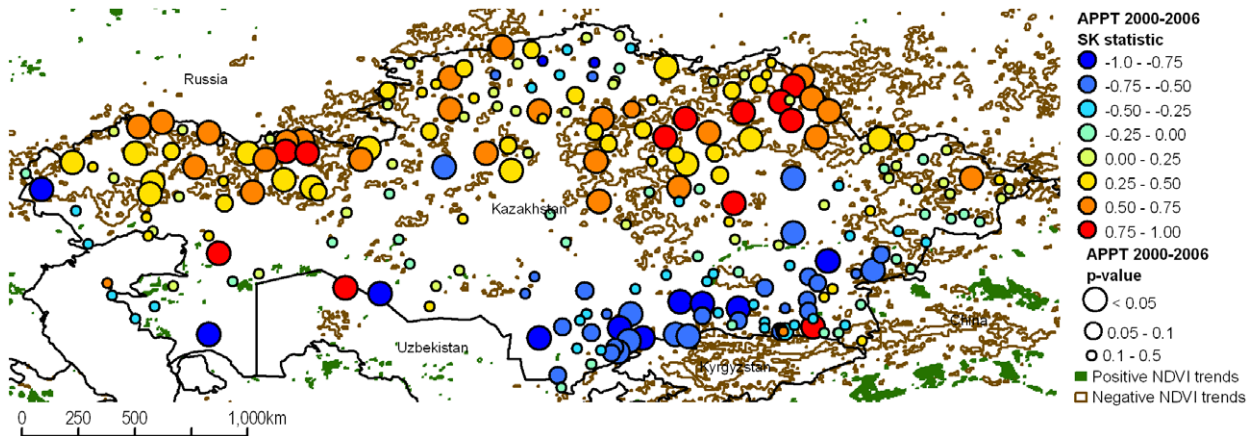 APPT 2000-2006
SK statistic
-1.0 - -0.75
-0.75 - -0.50
-0.50 - -0.25
-0.25 - 0.00
0.00 - 0.25
0.25 - 0.50
0.50 - 0.75
0.75 - 1.00
APPT 2000-2006
p-value
< 0.05
0.05 - 0.1
0.1 - 0.5
Positive NDVI trends
Negative NDVI trends
Russia
Kazakhstan
Uzbekistan
China
Kyrgyzstan
0 250 500 1,000km